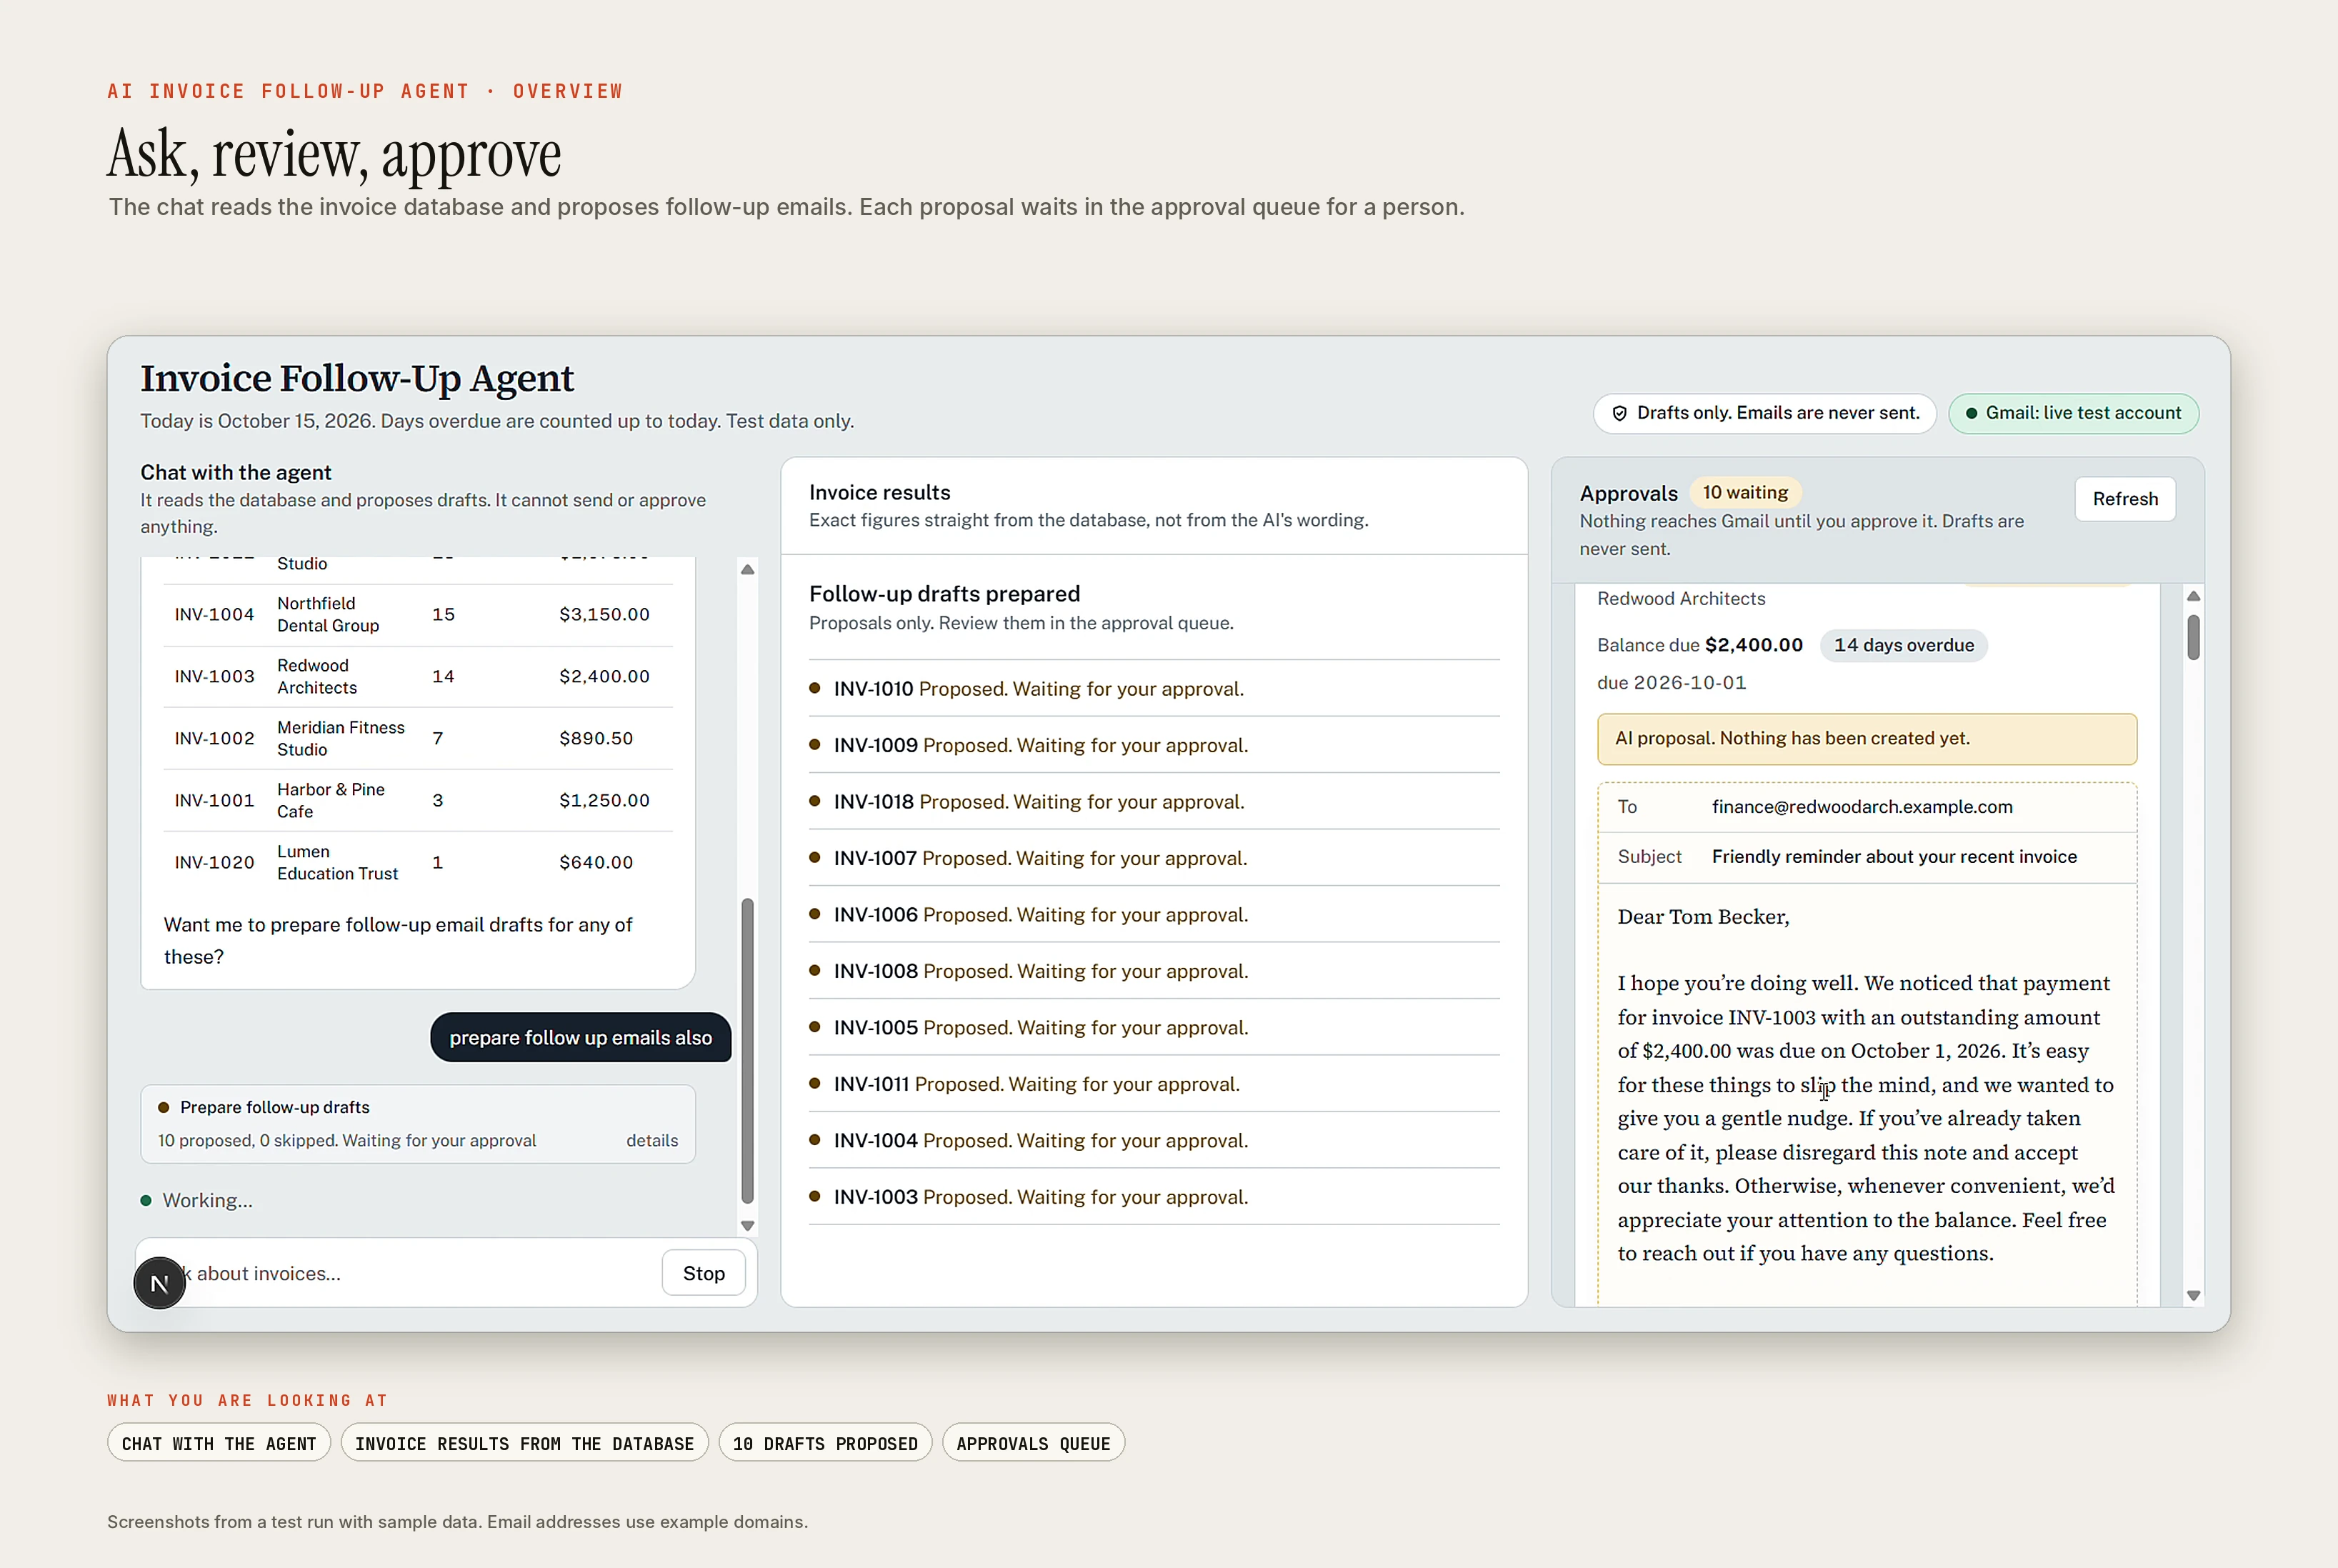 AI INVOICE FOLLOW-UP AGENT · OVERVIEW
Ask, review, approve
The chat reads the invoice database and proposes follow-up emails. Each proposal waits in the approval queue for a person.
Invoice Follow-Up Agent
Today is October 15, 2026. Days overdue are counted up to today. Test data only.
Drafts only. Emails are never sent.
Gmail: live test account
Chat with the agent
It reads the database and proposes drafts. It cannot send or approve
anything.
Studio
INV-1004 Northfield Dental Group 15 $3,150.00
INV-1003 Redwood Architects 14 $2,400.00
INV-1002 Meridian Fitness Studio 7 $890.50
INV-1001 Harbor & Pine Cafe 3 $1,250.00
INV-1020 Lumen Education Trust 1 $640.00
Want me to prepare follow-up email drafts for any of
these?
prepare follow up emails also
Prepare follow-up drafts
10 proposed, 0 skipped. Waiting for your approval details
Working...
N
k about invoices...
Stop
Invoice results
Exact figures straight from the database, not from the AI's wording.
Follow-up drafts prepared
Proposals only. Review them in the approval queue.
INV-1010 Proposed. Waiting for your approval.
INV-1009 Proposed. Waiting for your approval.
INV-1018 Proposed. Waiting for your approval.
INV-1007 Proposed. Waiting for your approval.
INV-1006 Proposed. Waiting for your approval.
INV-1008 Proposed. Waiting for your approval.
INV-1005 Proposed. Waiting for your approval.
INV-1011 Proposed. Waiting for your approval.
INV-1004 Proposed. Waiting for your approval.
INV-1003 Proposed. Waiting for your approval.
Approvals 10 waiting
Refresh
Nothing reaches Gmail until you approve it. Drafts are
never sent.
Redwood Architects
Balance due $2,400.00 14 days overdue
due 2026-10-01
AI proposal. Nothing has been created yet.
To finance@redwoodarch.example.com
Subject Friendly reminder about your recent invoice
Dear Tom Becker,
I hope you’re doing well. We noticed that payment
for invoice INV-1003 with an outstanding amount
of $2,400.00 was due on October 1, 2026. It’s easy
for these things to slip the mind, and we wanted to
give you a gentle nudge. If you’ve already taken
care of it, please disregard this note and accept
our thanks. Otherwise, whenever convenient, we’d
appreciate your attention to the balance. Feel free
to reach out if you have any questions.
WHAT YOU ARE LOOKING AT
CHAT WITH THE AGENT
INVOICE RESULTS FROM THE DATABASE
10 DRAFTS PROPOSED
APPROVALS QUEUE
Screenshots from a test run with sample data. Email addresses use example domains.